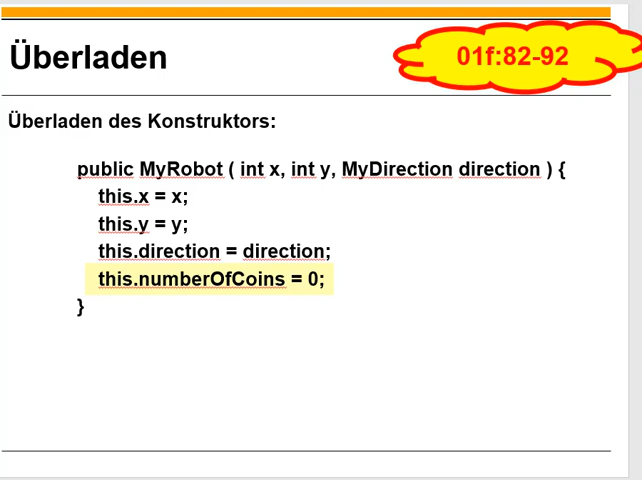 Überladen
01f:82-92
Überladen des Konstruktors:
public MyRobot ( int x, int y, MyDirection direction ) {
this.x = x;
this.y = y;
this.direction = direction;
this.numberOfCoins = 0;
}